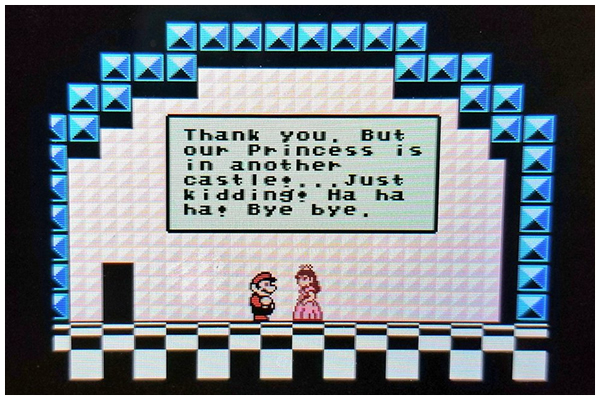 Thank you. But
our Princess is
in another
castle!...Just
kidding! Ha ha
ha! Bye bye.